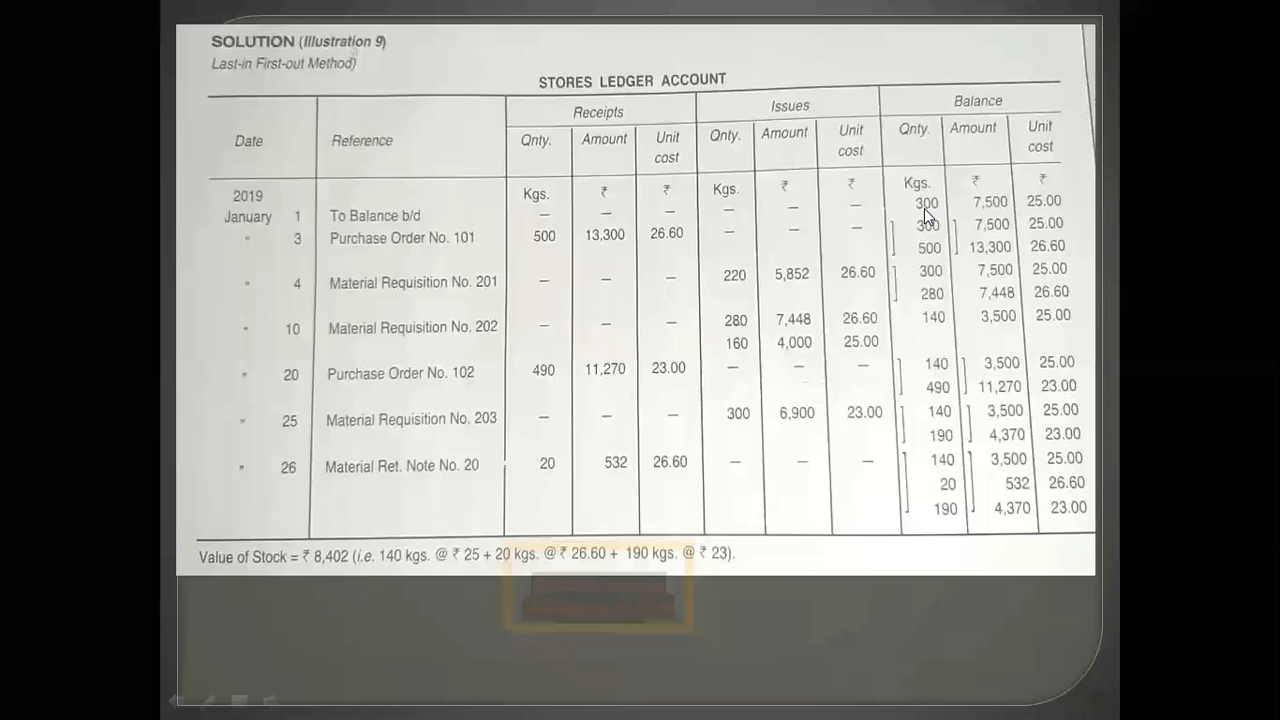 SOLUTION (Illustration 9)
Last-in First-out Method)
STORES LEDGER ACCOUNT
Date Reference Receipts Issues Balance
Qnty. Amount Unit cost Qnty. Amount Unit cost Qnty. Amount Unit cost
2019 Kgs. ₹ ₹ Kgs. ₹ ₹ Kgs. ₹ ₹
January 1 To Balance b/d — — — — — — 300 7,500 25.00
" 3 Purchase Order No. 101 500 13,300 26.60 — — — 300 7,500 25.00
500 13,300 26.60
" 4 Material Requisition No. 201 — — — 220 5,852 26.60 300 7,500 25.00
280 7,448 26.60
" 10 Material Requisition No. 202 — — — 280 7,448 26.60 140 3,500 25.00
160 4,000 25.00
" 20 Purchase Order No. 102 490 11,270 23.00 — — — 140 3,500 25.00
490 11,270 23.00
" 25 Material Requisition No. 203 — — — 300 6,900 23.00 140 3,500 25.00
190 4,370 23.00
" 26 Material Ret. Note No. 20 20 532 26.60 — — — 140 3,500 25.00
20 532 26.60
190 4,370 23.00
Value of Stock = ₹ 8,402 (i.e. 140 kgs. @ ₹ 25 + 20 kgs. @ ₹ 26.60 + 190 kgs. @ ₹ 23).